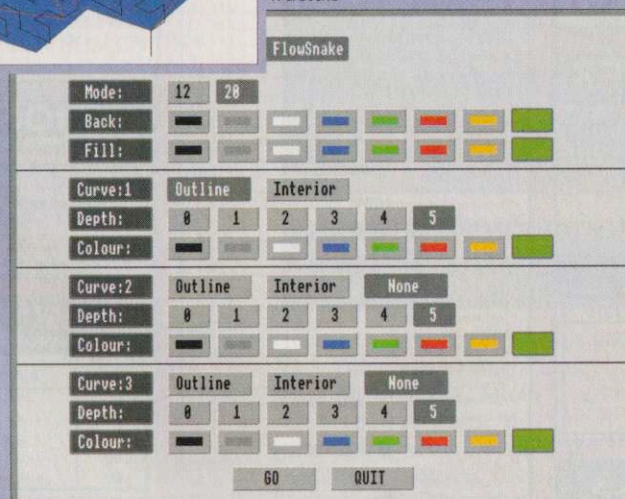 FlowSnake
Mode: 12 20
Back:
Fill:
Curve:1 Outline Interior
Depth: 0 1 2 3 4 5
Colour:
Curve:2 Outline Interior None
Depth: 0 1 2 3 4 5
Colour:
Curve:3 Outline Interior None
Depth: 0 1 2 3 4 5
Colour:
GO QUIT